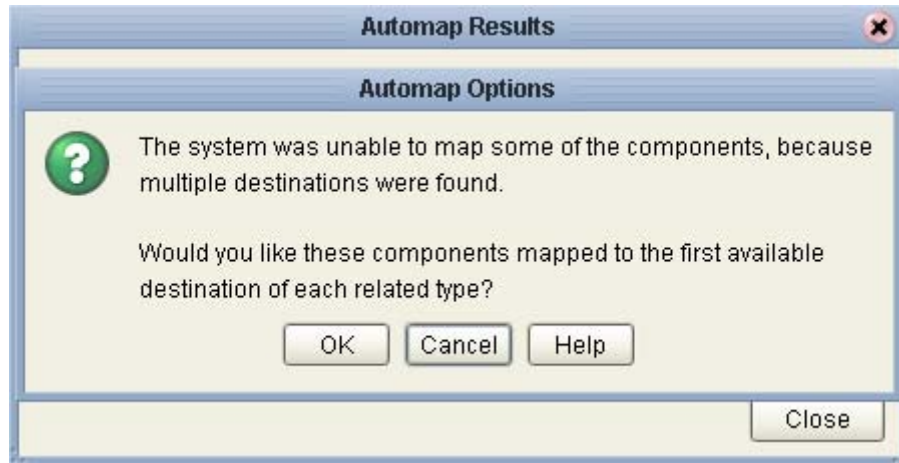 Automap Results
Automap Options
The system was unable to map some of the components, because
multiple destinations were found.
Would you like these components mapped to the first available
destination of each related type?
OK Cancel Help
Close